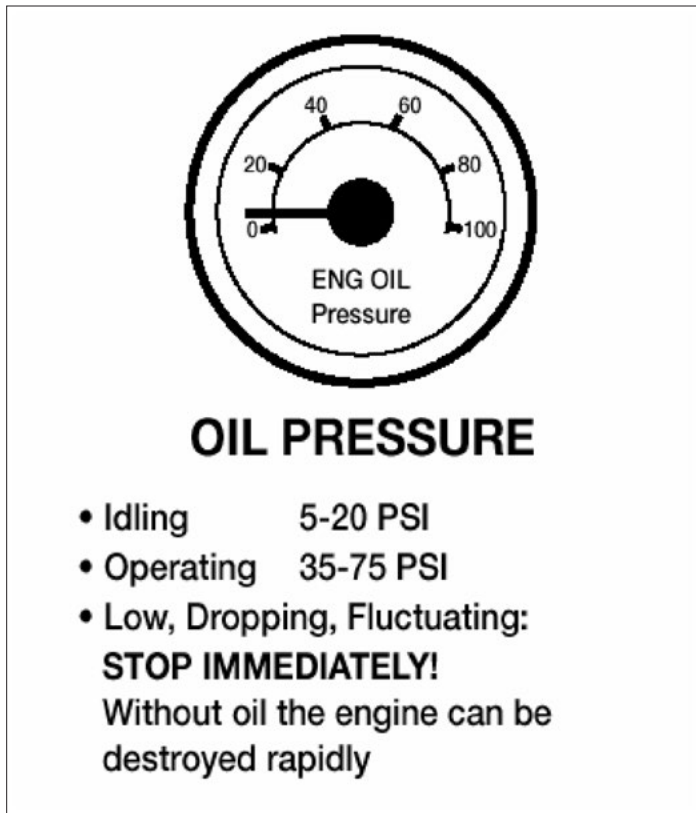 40 60
20 80
0 100
ENG OIL
Pressure
OIL PRESSURE
• Idling 5-20 PSI
• Operating 35-75 PSI
• Low, Dropping, Fluctuating:
STOP IMMEDIATELY!
Without oil the engine can be
destroyed rapidly